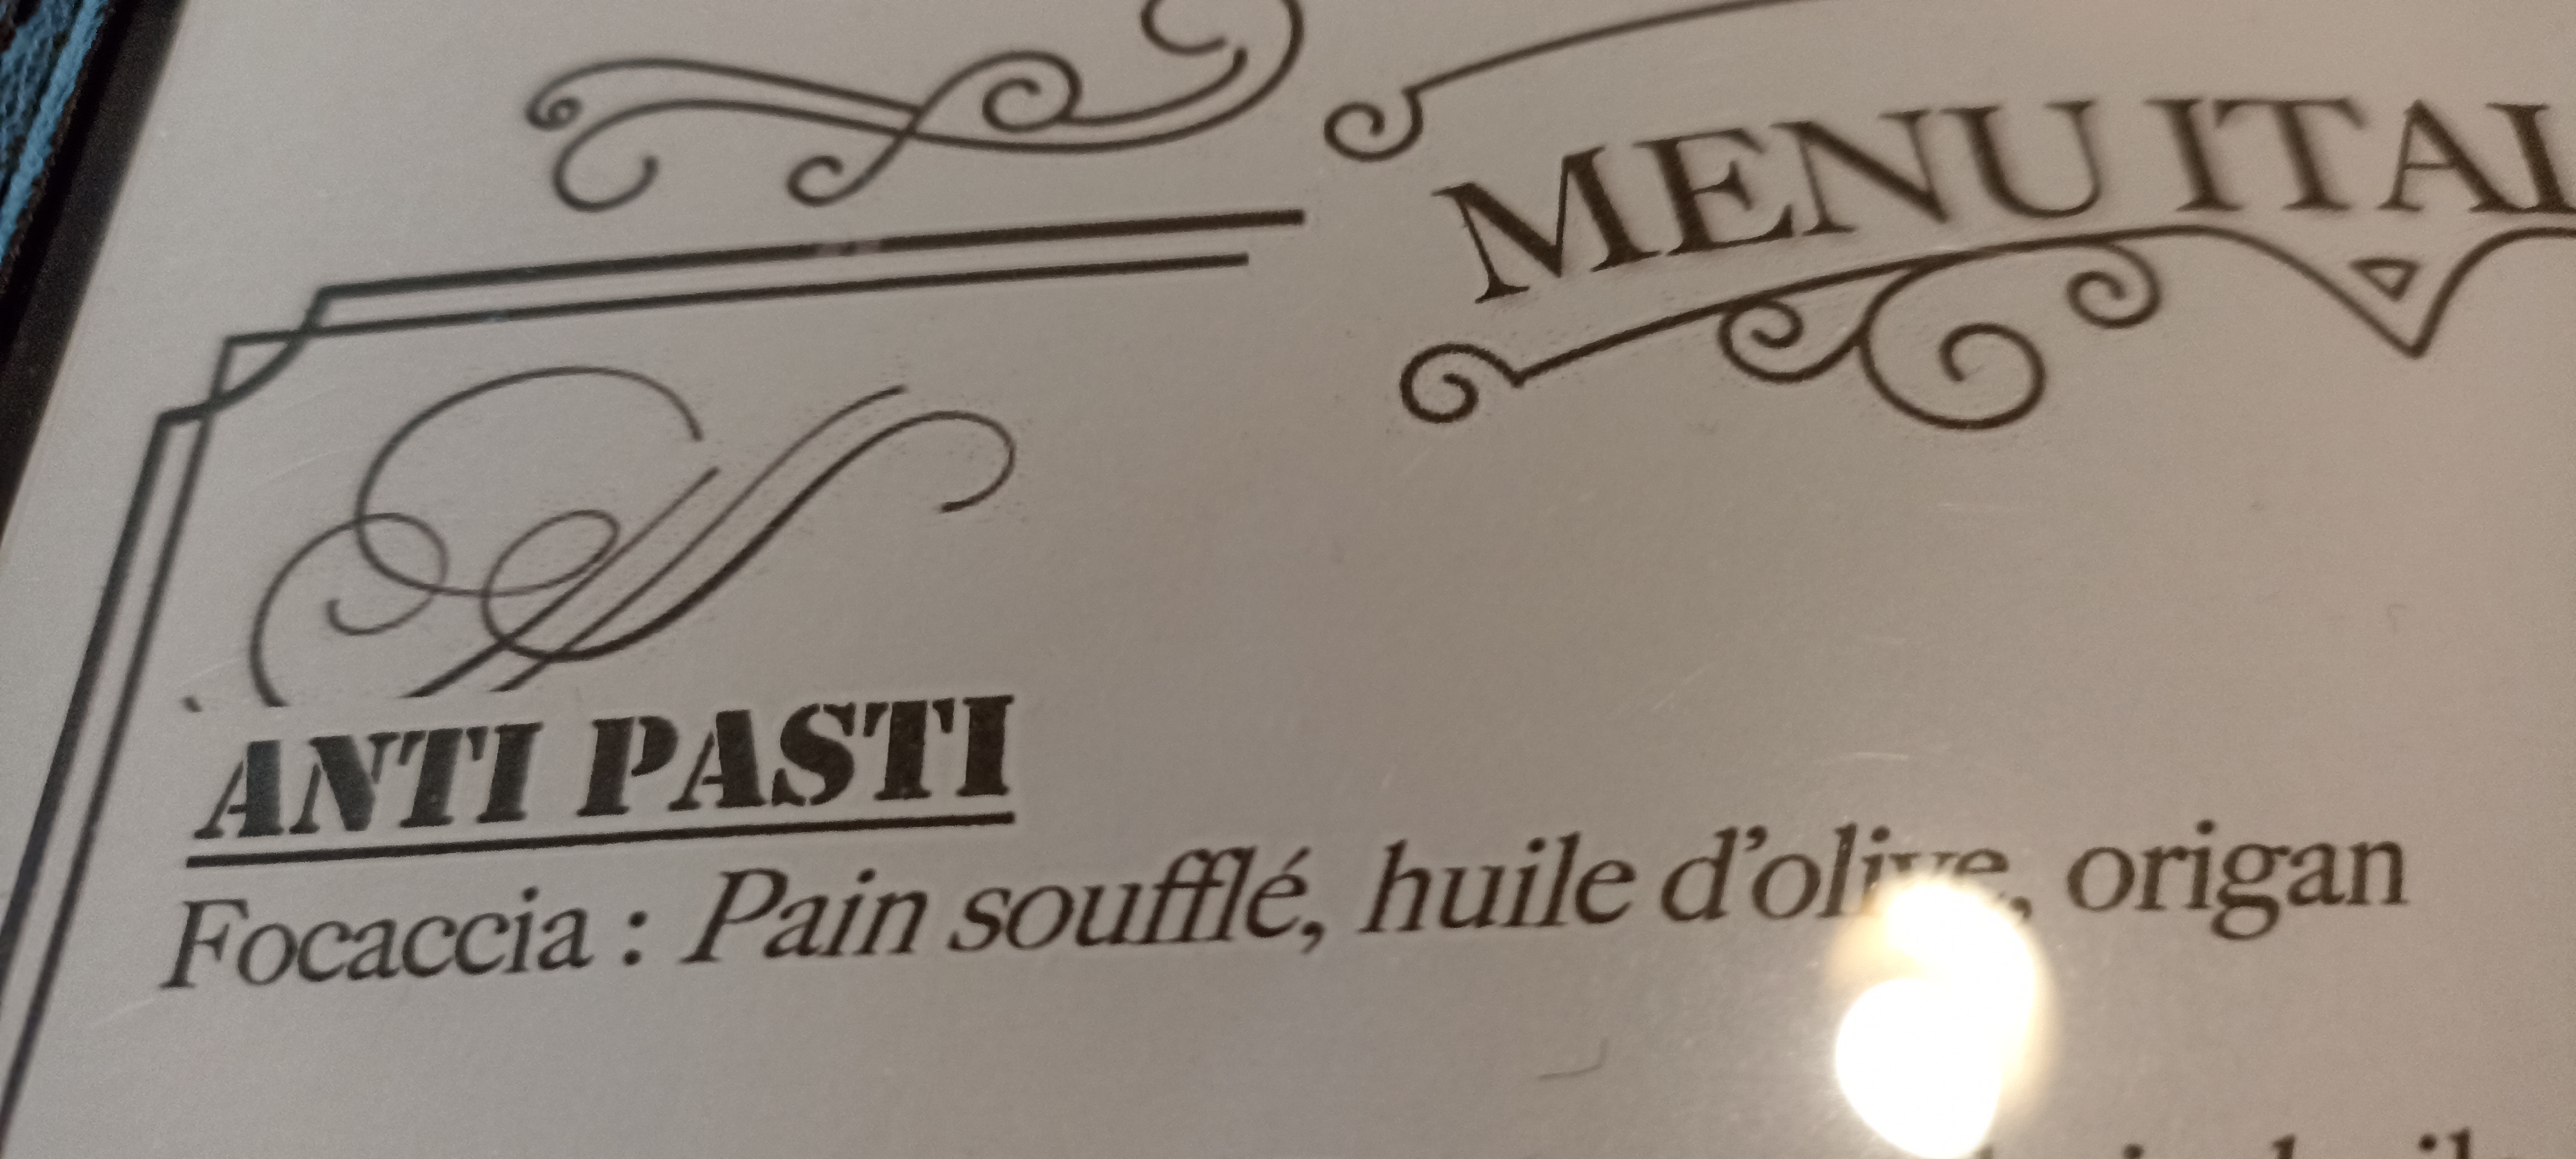 MENU ITAL
ANTI PASTI
Focaccia : Pain soufflé, huile d'olive, origan